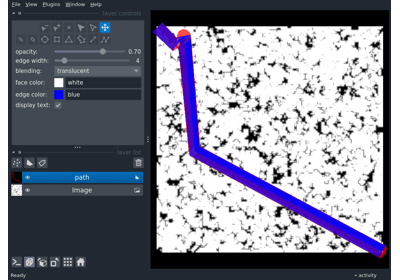 File View Plugins Window Help
layer controls
opacity: 0.70
edge width: 4
blending: translucent
face color: white
edge color: blue
display text:
layer list
path
Image
Ready
activity